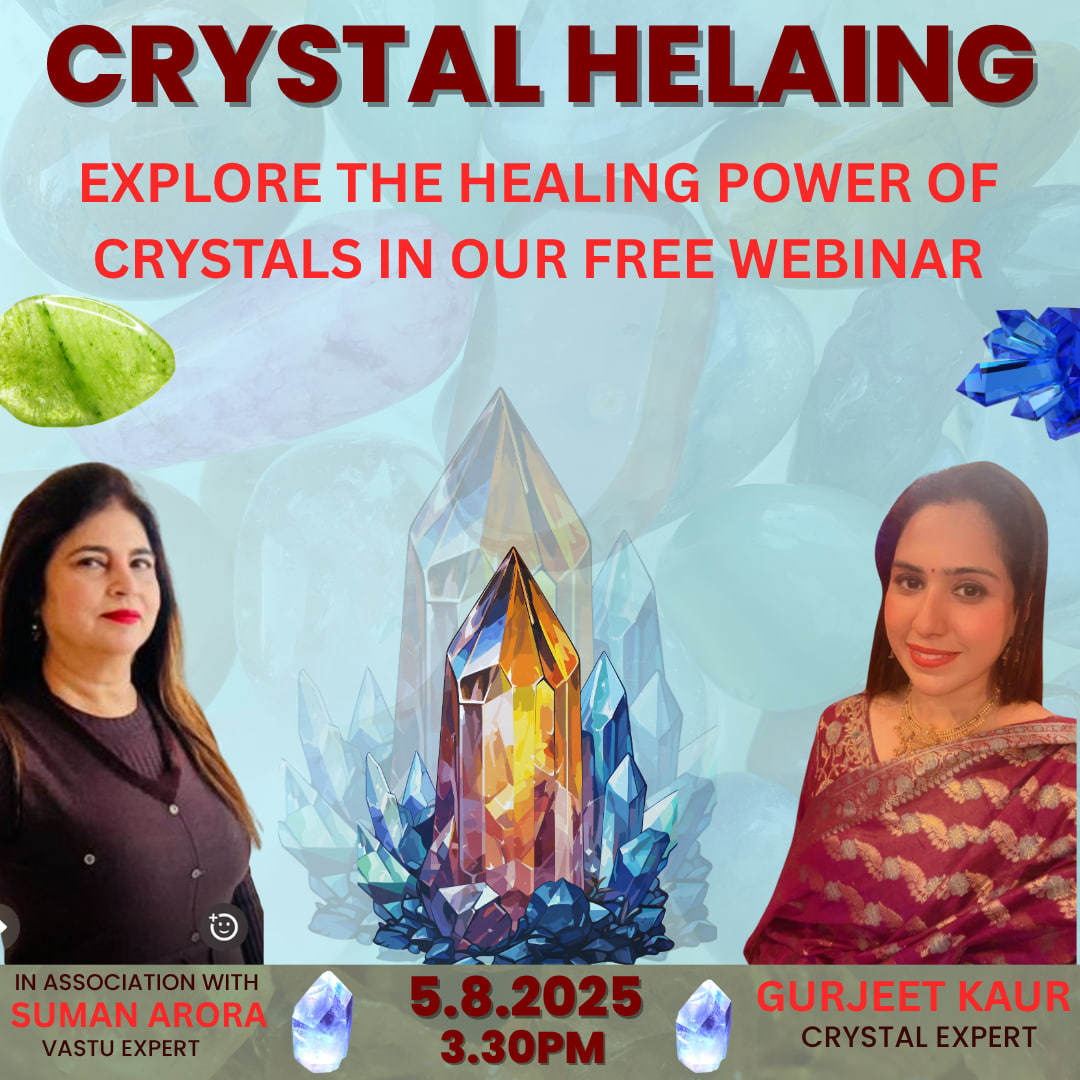 CRYSTAL HELAING
EXPLORE THE HEALING POWER OF
CRYSTALS IN OUR FREE WEBINAR
IN ASSOCIATION WITH
SUMAN ARORA
VASTU EXPERT
5.8.2025
3.30PM
GURJEET KAUR
CRYSTAL EXPERT